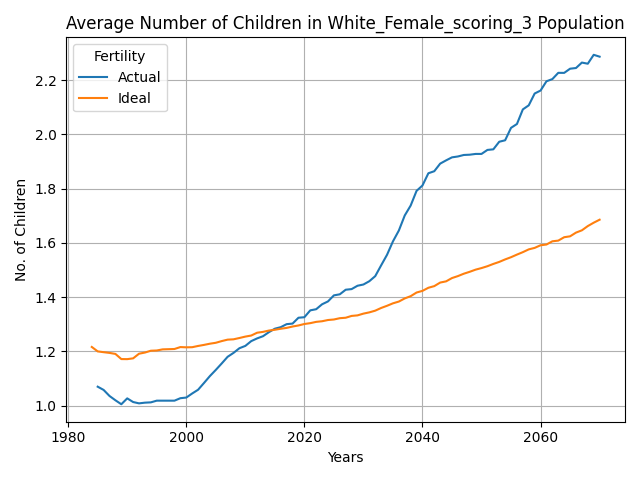 Average Number of Children in White_Female_scoring_3 Population
Fertility
Actual
Ideal
No. of Children
2.2
2.0
1.8
1.6
1.4
1.2
1.0
1980
2000
2020
2040
2060
Years